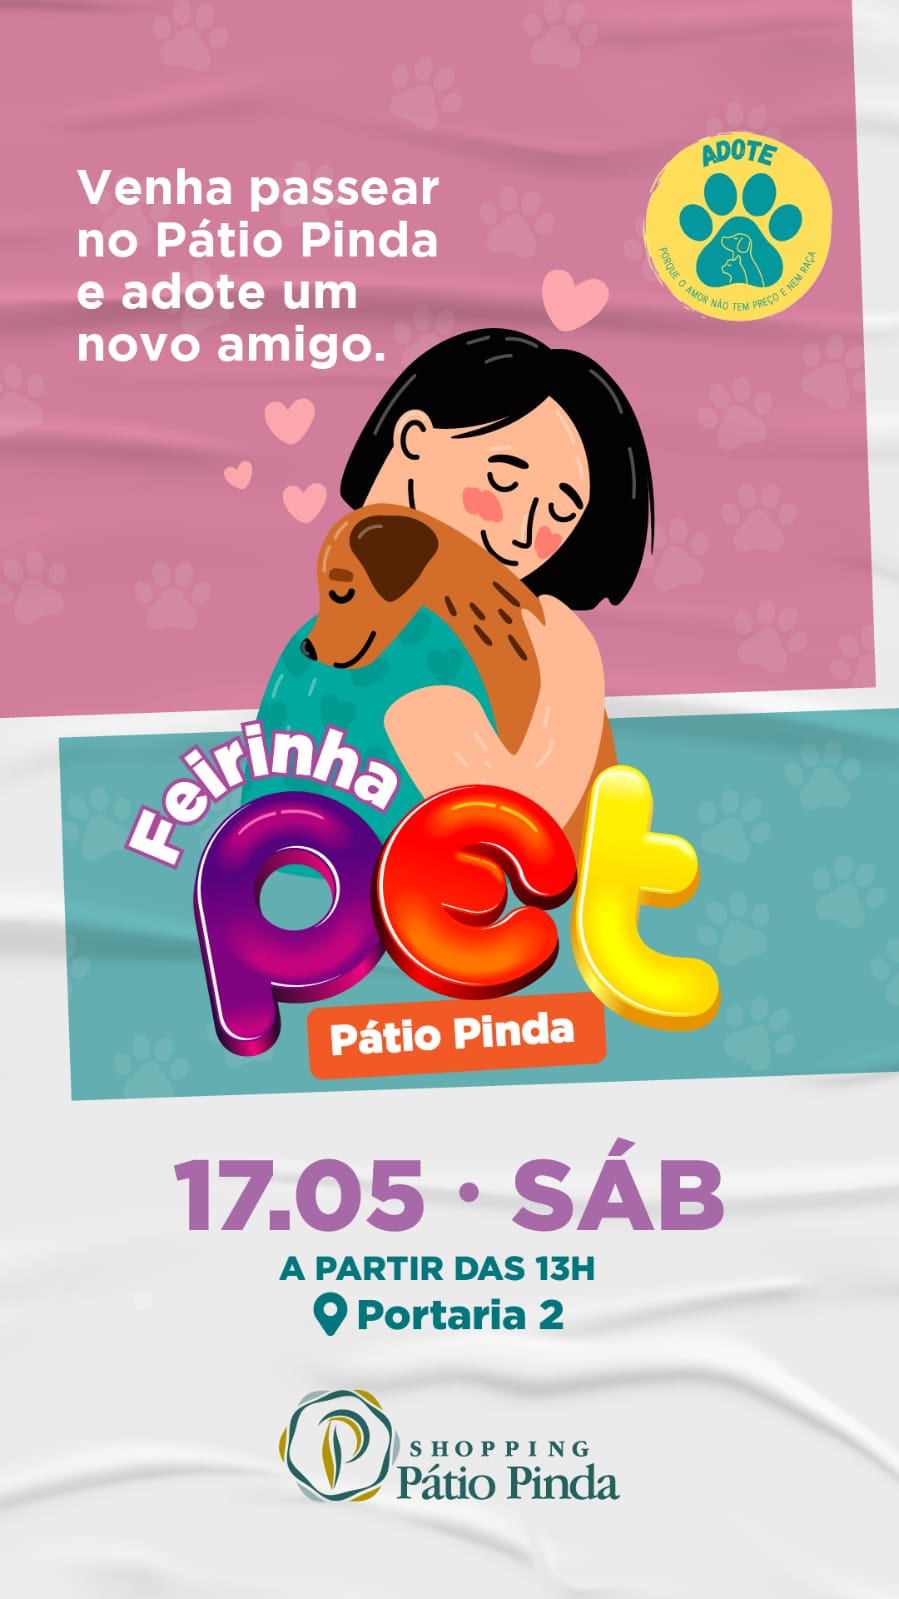 Venha passear
no Pátio Pinda
e adote um
novo amigo.
ADOTE
PORQUE O AMOR NÃO TEM PREÇO E NEM RAÇA
Feirinha
pet
Pátio Pinda
17.05 • SÁB
A PARTIR DAS 13H
Portaria 2
SHOPPING
Pátio Pinda